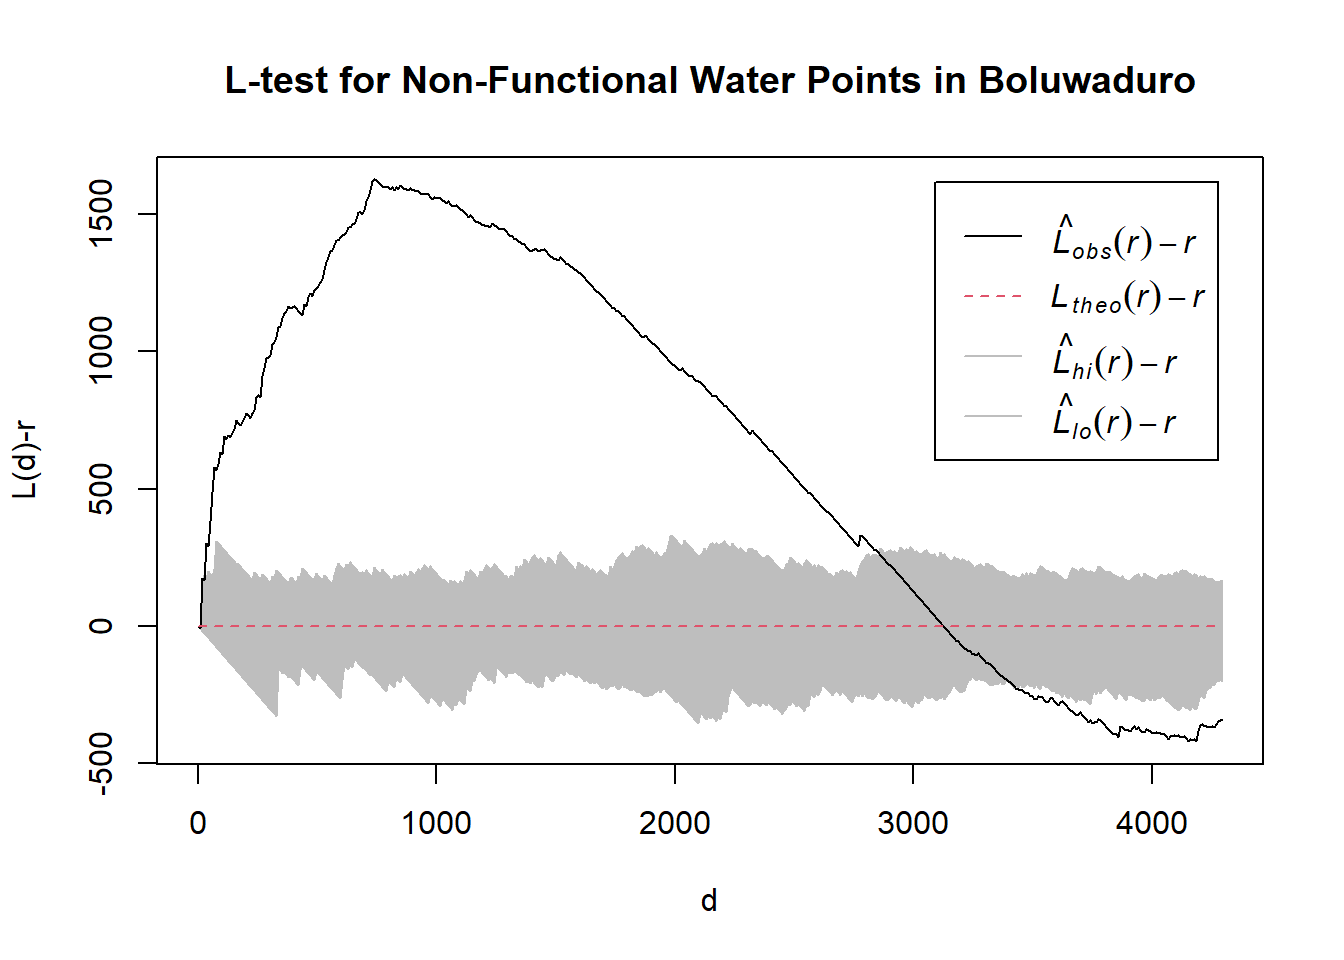 L-test for Non-Functional Water Points in Boluwaduro
L(d)-r
1500
1000
500
0
-500
L̂obs(r) − r
Ltheo(r) − r
L̂hi(r) − r
L̂lo(r) − r
0 1000 2000 3000 4000
d